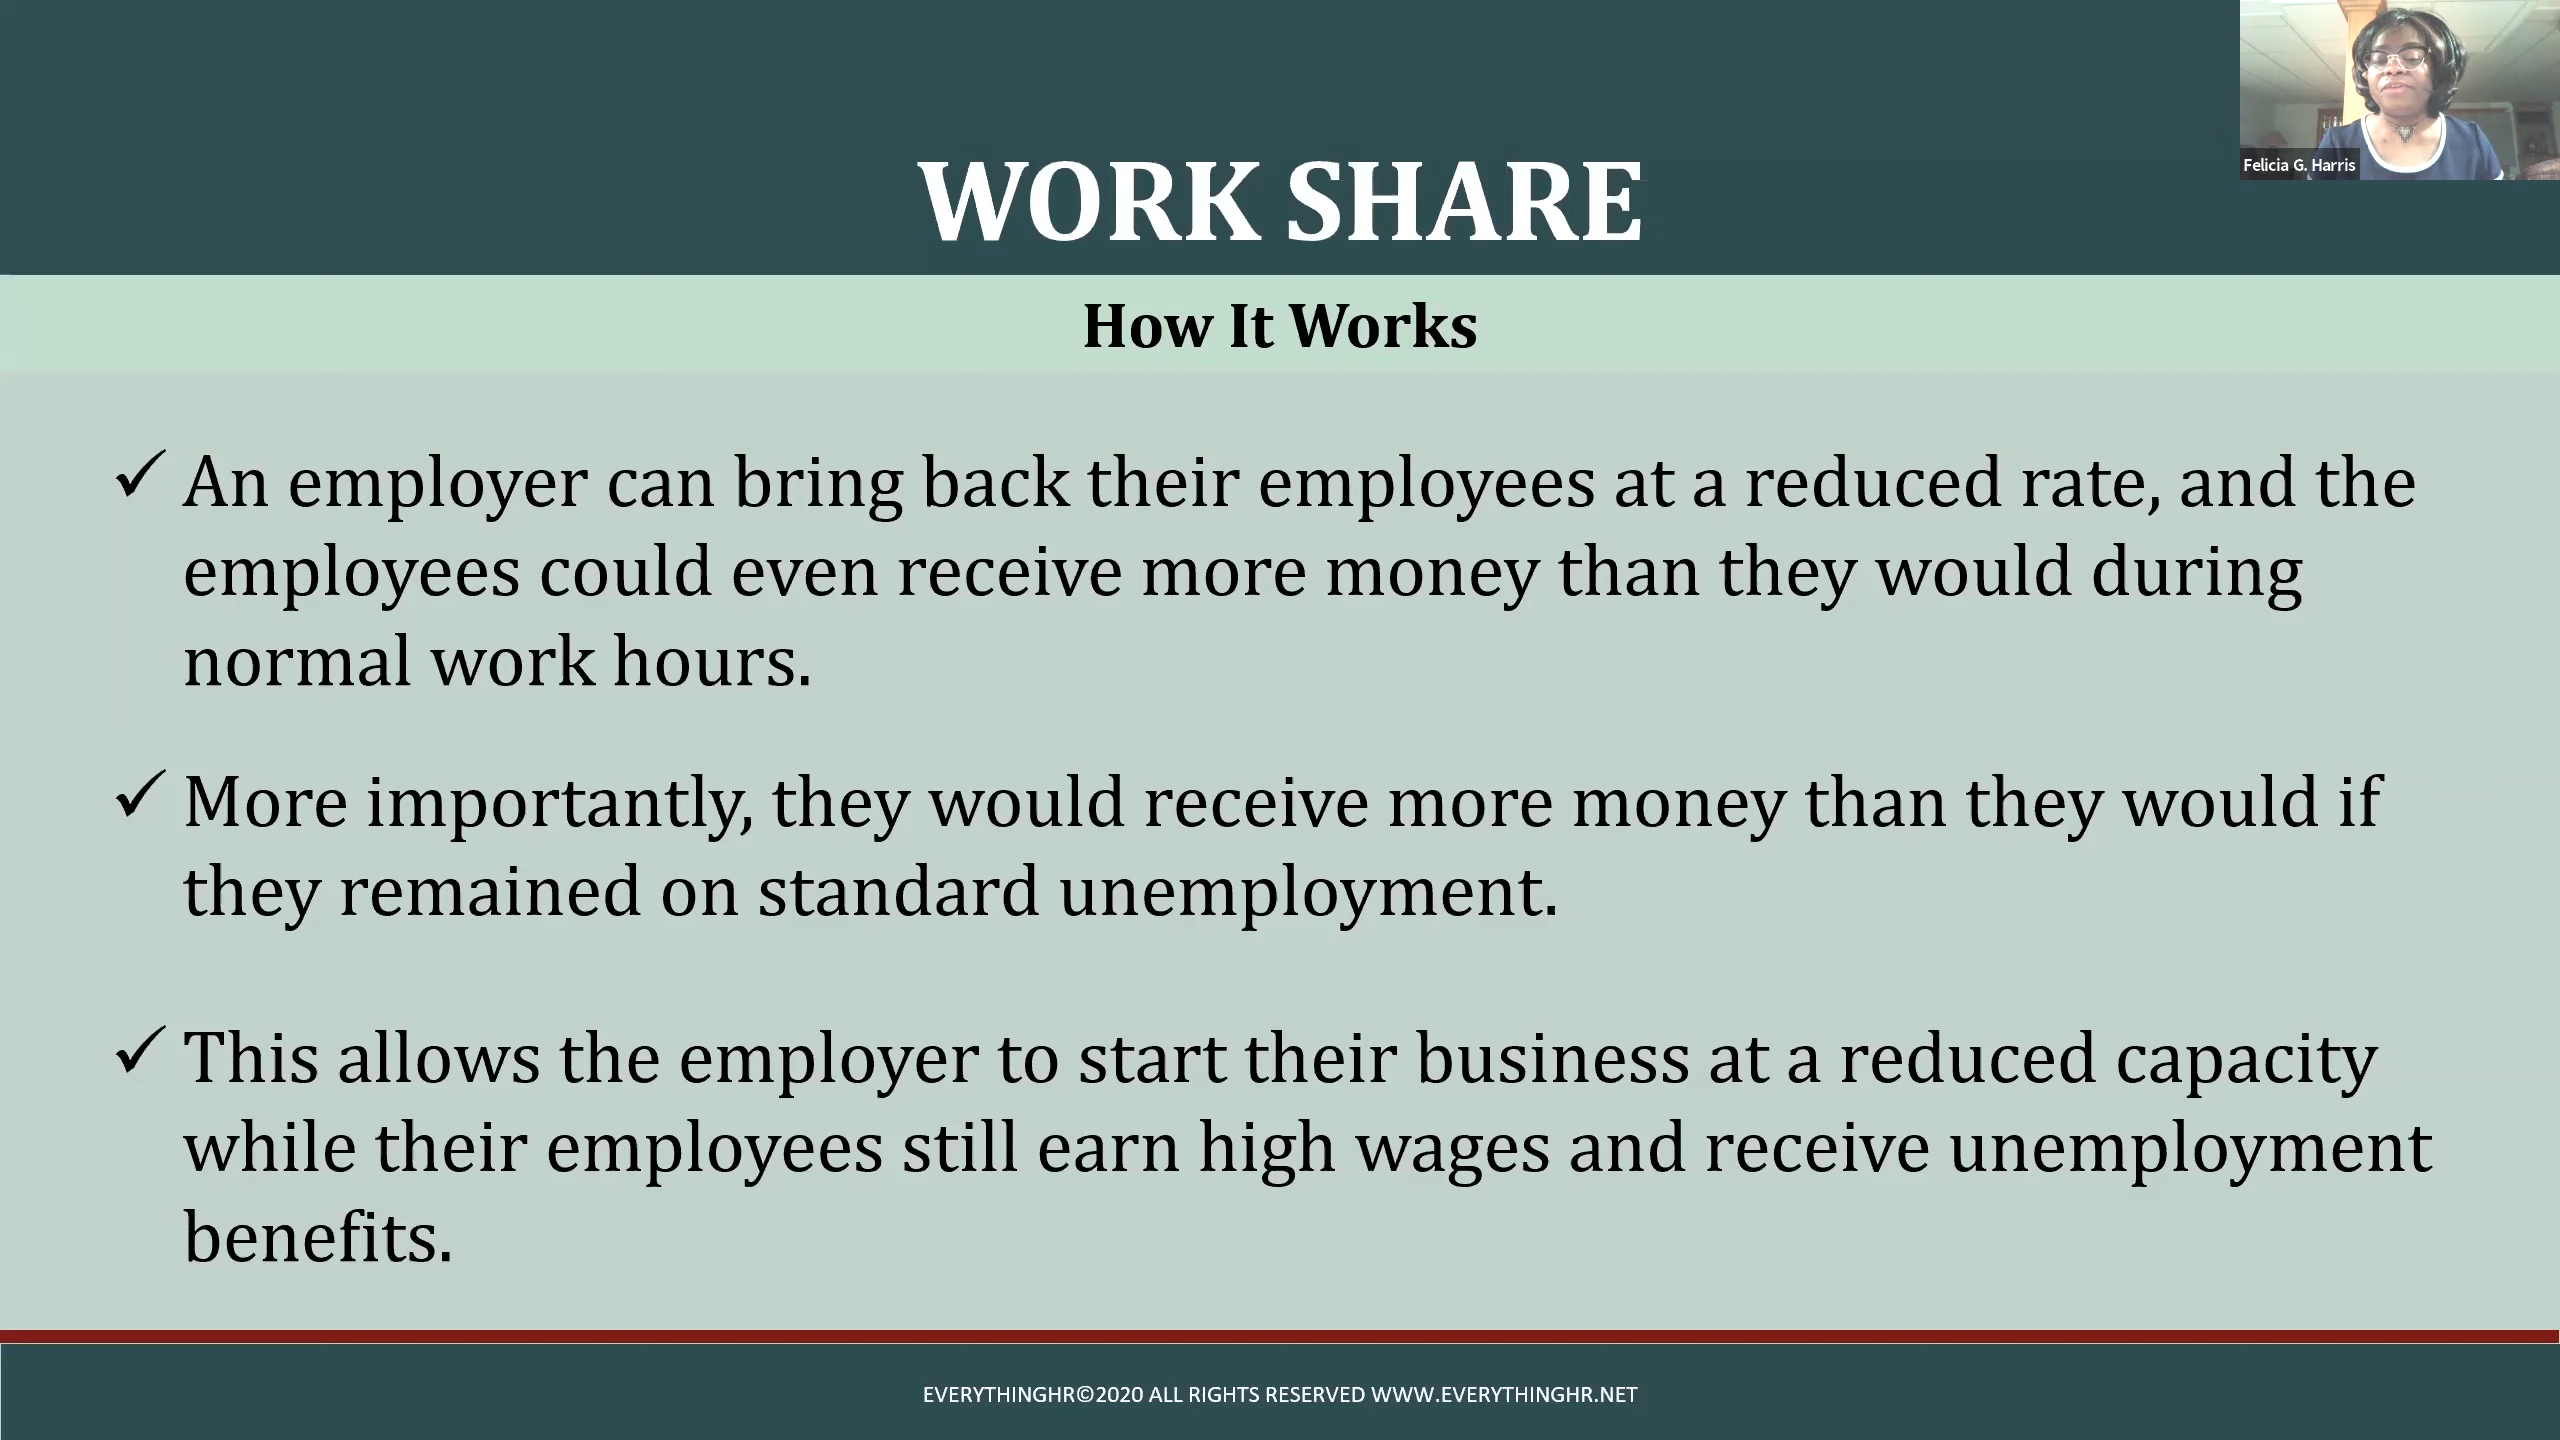 Felicia G. Harris
WORK SHARE
How It Works
An employer can bring back their employees at a reduced rate, and the
employees could even receive more money than they would during
normal work hours.
More importantly, they would receive more money than they would if
they remained on standard unemployment.
This allows the employer to start their business at a reduced capacity
while their employees still earn high wages and receive unemployment
benefits.
EVERYTHINGHR©2020 ALL RIGHTS RESERVED WWW.EVERYTHINGHR.NET